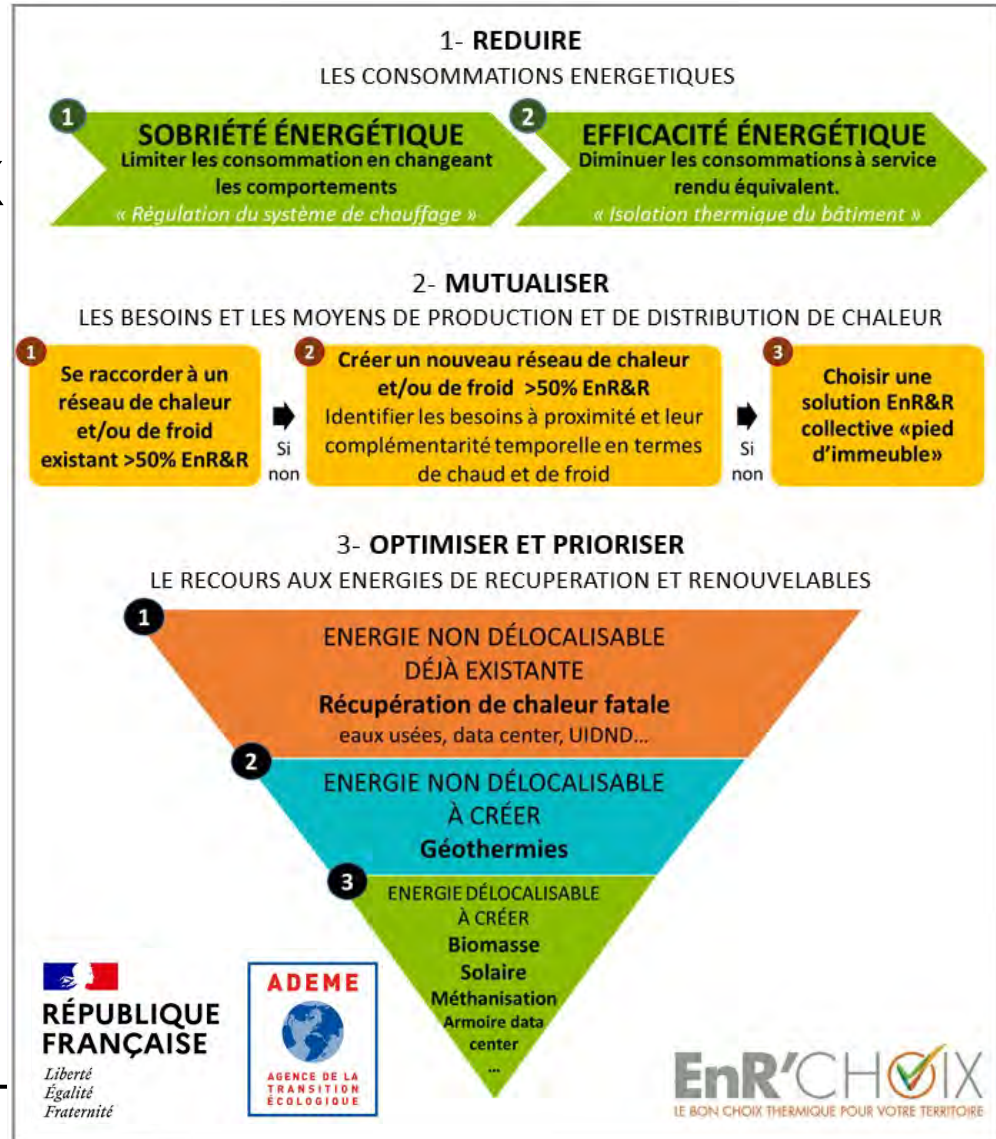 1- REDUIRE
LES CONSOMMATIONS ENERGETIQUES
1
SOBRIÉTÉ ÉNERGÉTIQUE
Limiter les consommation en changeant
les comportements
« Régulation du système de chauffage »
2
EFFICACITÉ ÉNERGÉTIQUE
Diminuer les consommations à service
rendu équivalent.
« Isolation thermique du bâtiment »
2- MUTUALISER
LES BESOINS ET LES MOYENS DE PRODUCTION ET DE DISTRIBUTION DE CHALEUR
1
Se raccorder à un
réseau de chaleur
et/ou de froid
existant >50% EnR&R
Si
non
2
Créer un nouveau réseau de chaleur
et/ou de froid >50% EnR&R
Identifier les besoins à proximité et leur
complémentarité temporelle en termes
de chaud et de froid
Si
non
3
Choisir une
solution EnR&R
collective «pied
d'immeuble»
3- OPTIMISER ET PRIORISER
LE RECOURS AUX ENERGIES DE RECUPERATION ET RENOUVELABLES
1
ENERGIE NON DÉLOCALISABLE
DÉJÀ EXISTANTE
Récupération de chaleur fatale
eaux usées, data center, UIDND...
2
ENERGIE NON DÉLOCALISABLE
À CRÉER
Géothermies
3
ENERGIE DÉLOCALISABLE
À CRÉER
Biomasse
Solaire
Méthanisation
Armoire data
center
...
RÉPUBLIQUE
FRANÇAISE
Liberté
Égalité
Fraternité
ADEME
AGENCE DE LA
TRANSITION
ÉCOLOGIQUE
EnR'CHOIX
LE BON CHOIX THERMIQUE POUR VOTRE TERRITOIRE